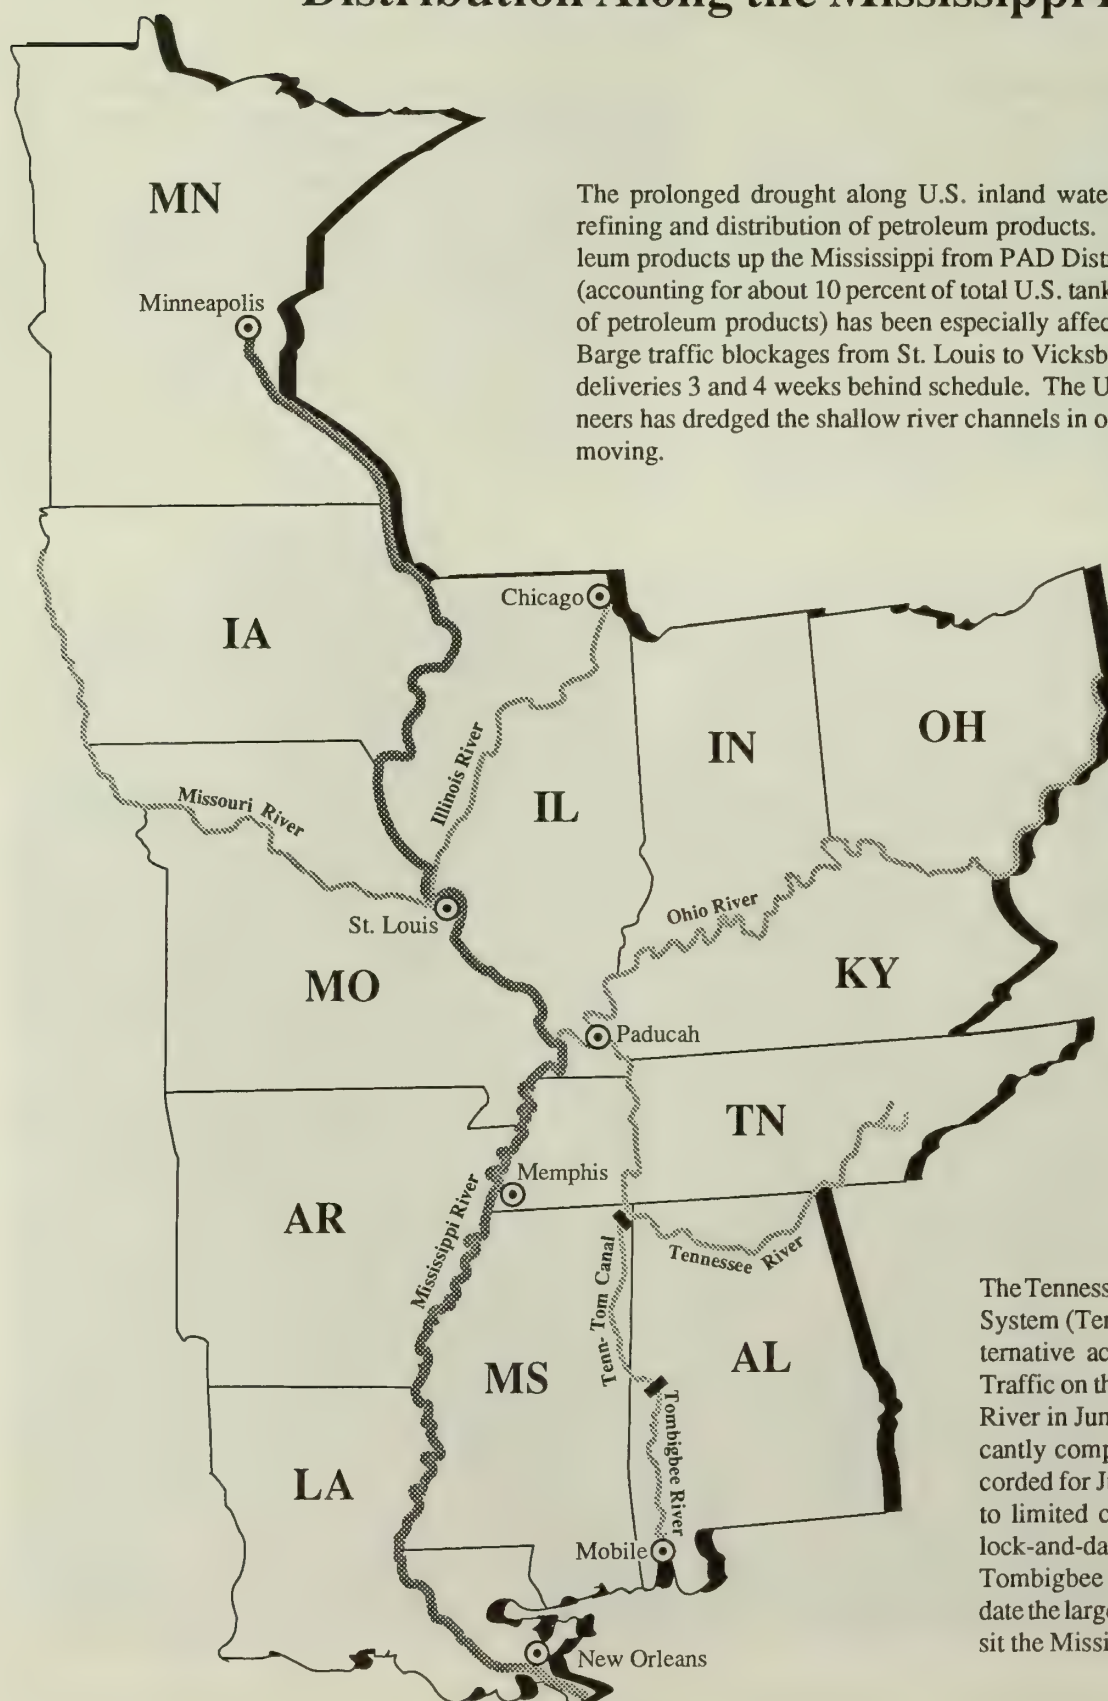 Distribution Along the Mississippi
MN
The prolonged drought along U.S. inland wate
refining and distribution of petroleum products.
leum products up the Mississippi from PAD Dist
(accounting for about 10 percent of total U.S. tank
of petroleum products) has been especially affec
Barge traffic blockages from St. Louis to Vicksb
deliveries 3 and 4 weeks behind schedule. The U
neers has dredged the shallow river channels in o
moving.
Minneapolis
Chicago
IA
IN
OH
Illinois River
Missouri River
IL
Ohio River
St. Louis
MO
KY
Paducah
TN
Memphis
AR
Mississippi River
Tennessee River
Tenn-Tom Canal
MS
AL
The Tenness
System (Ten
ternative ac
Traffic on th
River in Jun
cantly comp
corded for J
to limited c
lock-and-da
Tombigbee
date the large
sit the Missi
Tombigbee River
LA
Mobile
New Orleans